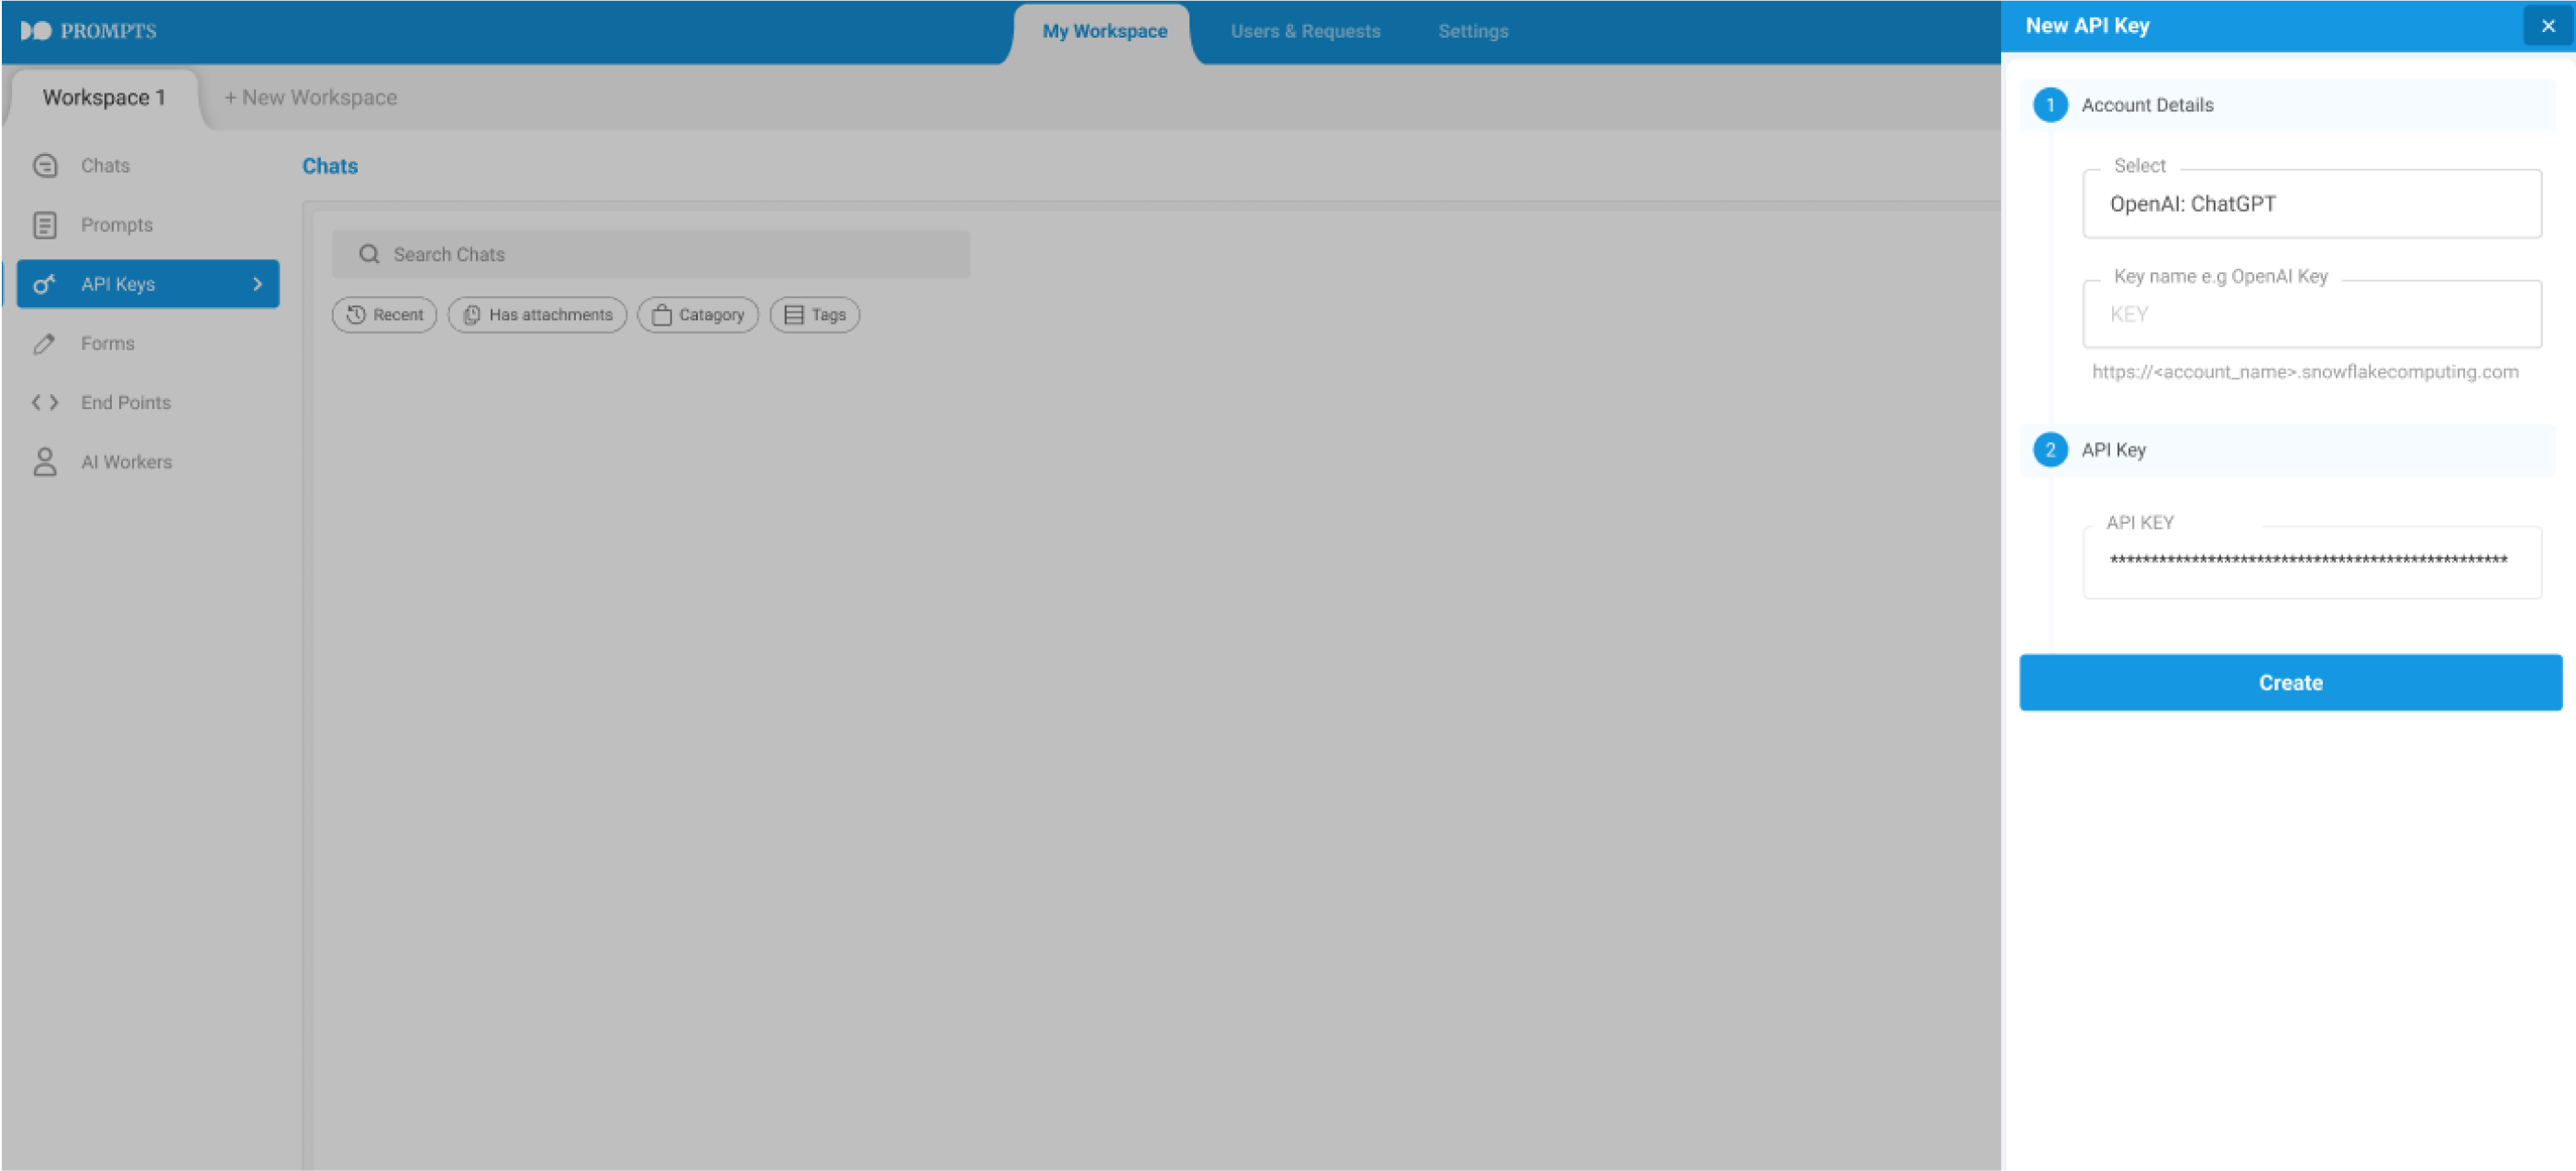 PROMPTS
My Workspace
Users & Requests
Settings
Workspace 1
+ New Workspace
Chats
Prompts
API Keys
Forms
End Points
AI Workers
Chats
Search Chats
Recent
Has attachments
Catagory
Tags
New API Key
1
Account Details
Select
OpenAI: ChatGPT
Key name e.g OpenAI Key
KEY
https://<account_name>.snowflakecomputing.com
2
API Key
API KEY
**************************************************
Create